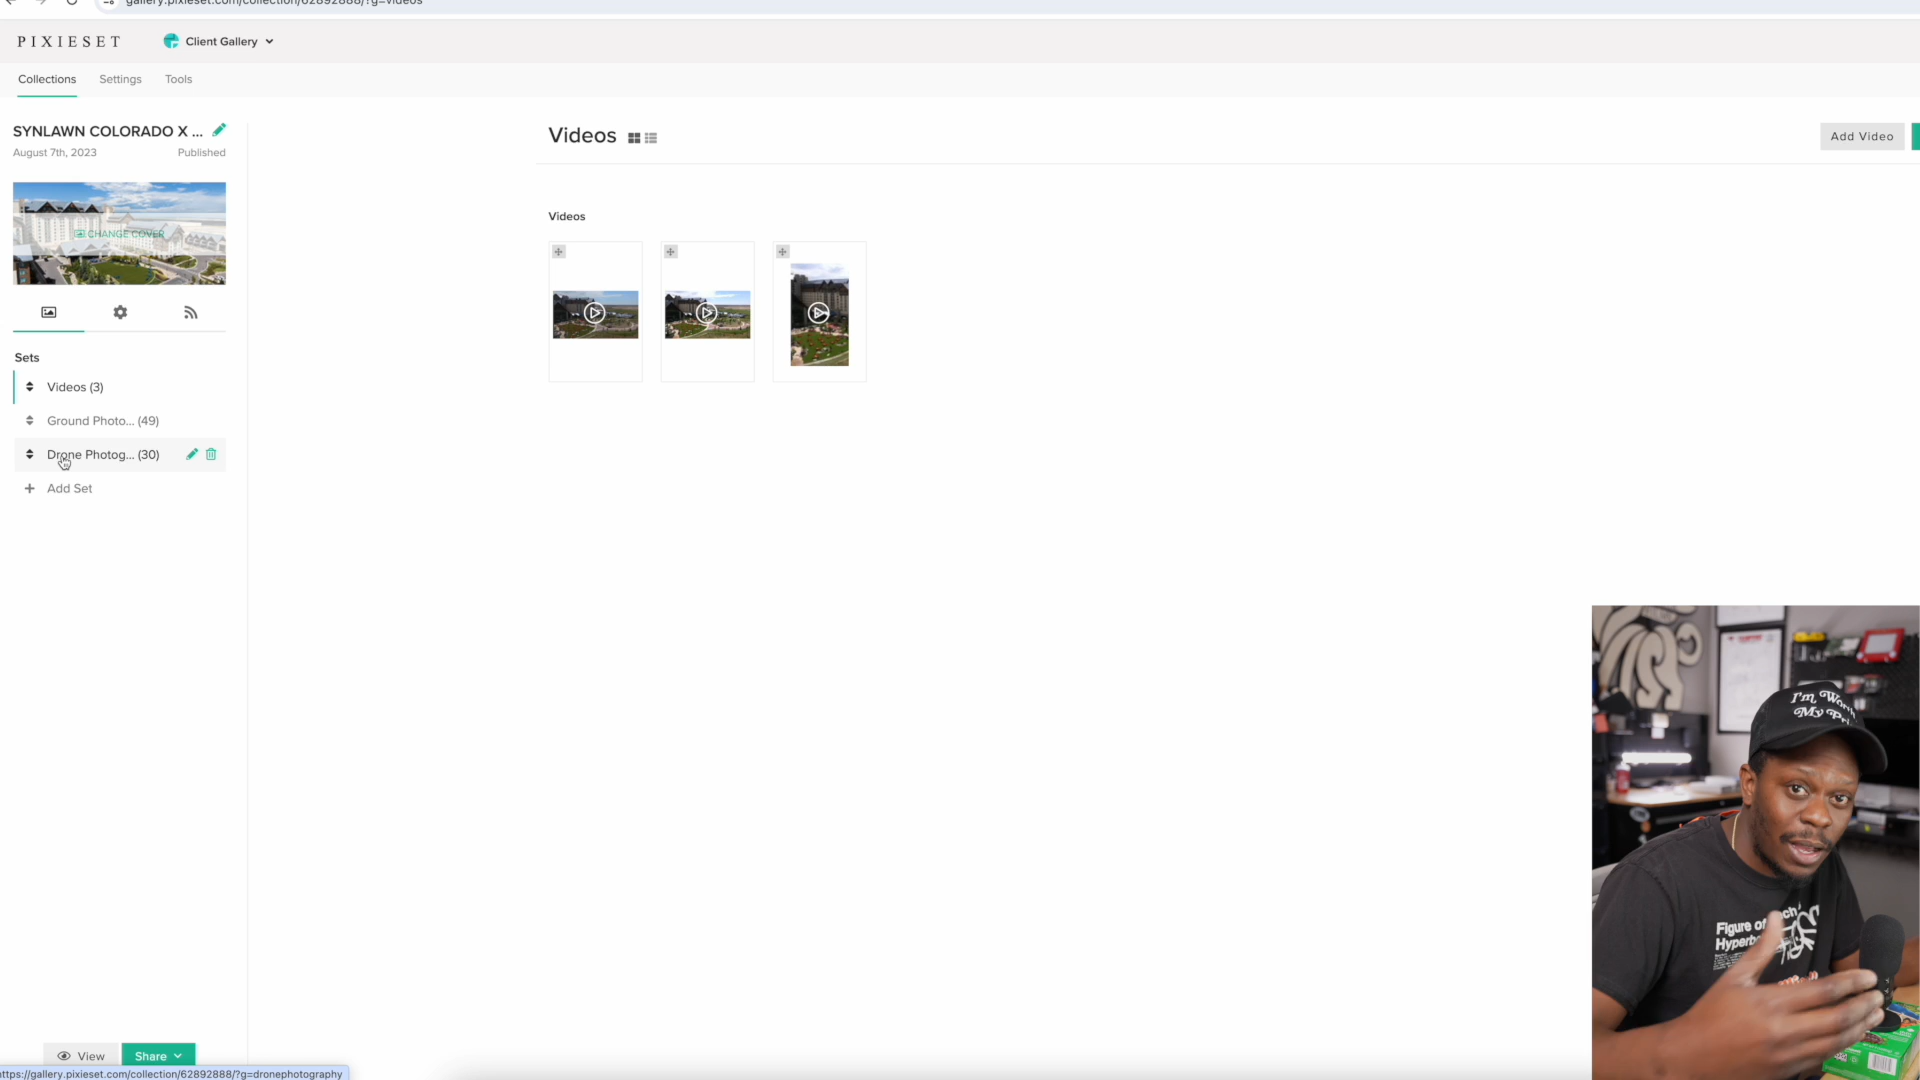 gallery.pixieset.com/collection/62892888/?g=videos
PIXIESET
Client Gallery
Collections
Settings
Tools
SYNLAWN COLORADO X ...
August 7th, 2023
Published
CHANGE COVER
Sets
Videos (3)
Ground Photo... (49)
Drone Photog... (30)
Add Set
Videos
Add Video
Videos
I'm
My
Figure of
View
Share
https://gallery.pixieset.com/collection/62892888/?g=dronephotography